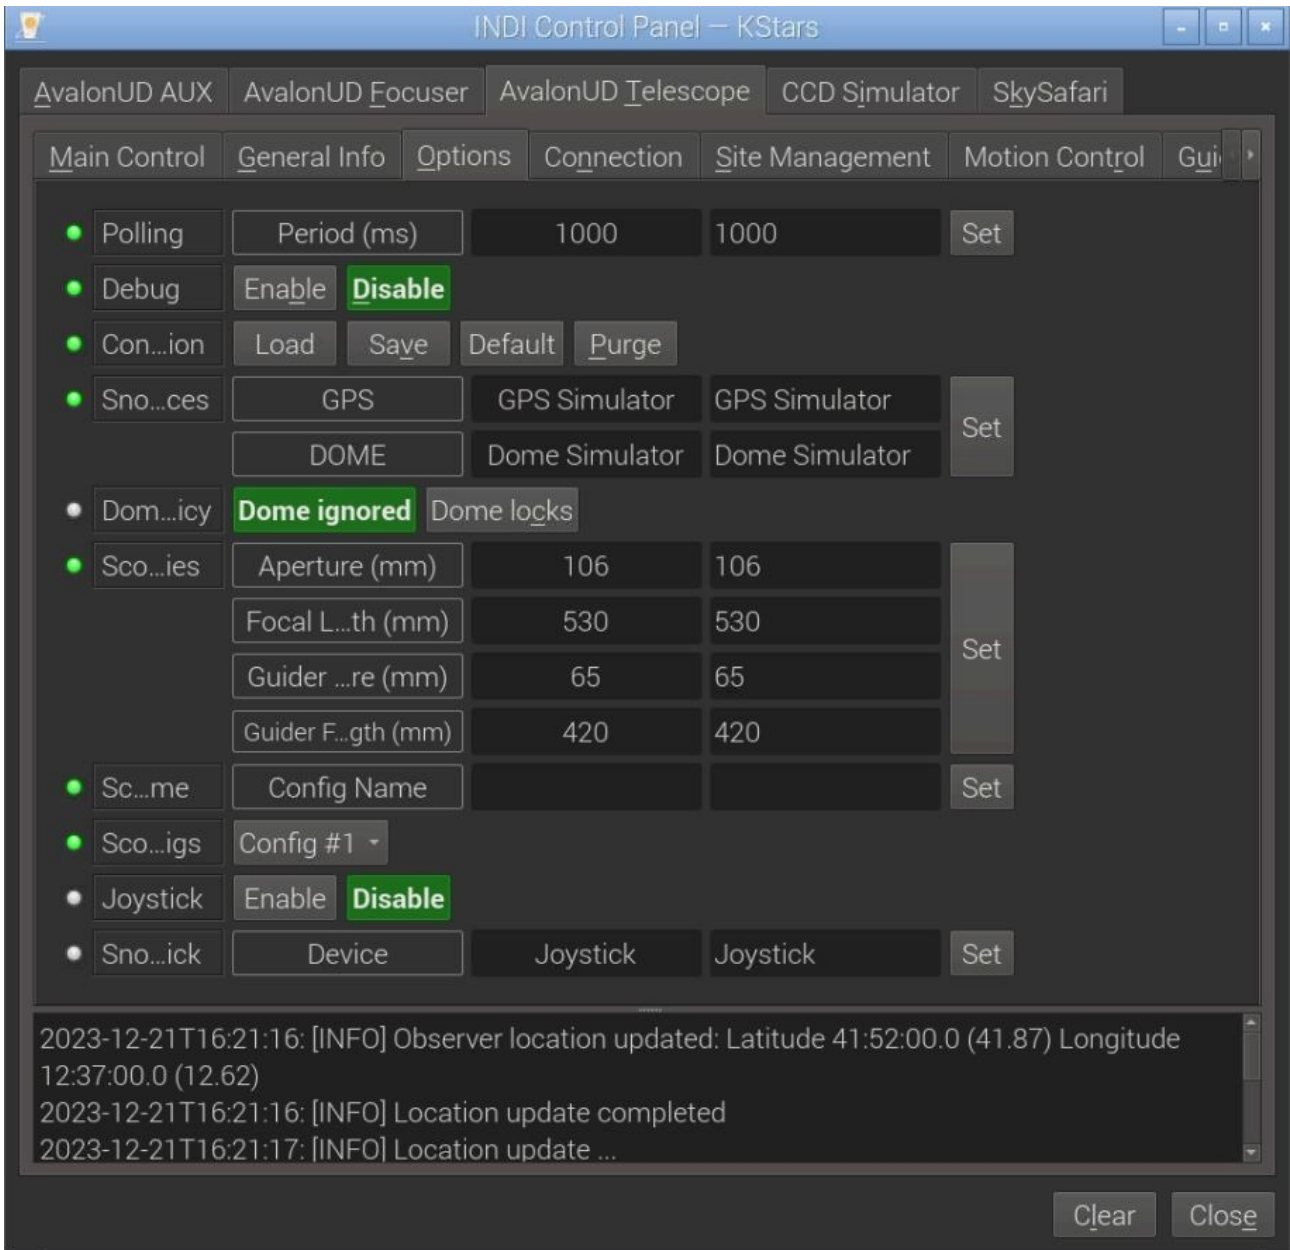 INDI Control Panel — KStars
AvalonUD AUX AvalonUD Focuser AvalonUD Telescope CCD Simulator SkySafari
Main Control General Info Options Connection Site Management Motion Control Gui
Polling Period (ms) 1000 1000 Set
Debug Enable Disable
Con...ion Load Save Default Purge
Sno...ces GPS GPS Simulator GPS Simulator Set
DOME Dome Simulator Dome Simulator
Dom...icy Dome ignored Dome locks
Sco...ies Aperture (mm) 106 106 Set
Focal L...th (mm) 530 530
Guider ...re (mm) 65 65
Guider F...gth (mm) 420 420
Sc...me Config Name Set
Sco...igs Config #1
Joystick Enable Disable
Sno...ick Device Joystick Joystick Set
2023-12-21T16:21:16: [INFO] Observer location updated: Latitude 41:52:00.0 (41.87) Longitude
12:37:00.0 (12.62)
2023-12-21T16:21:16: [INFO] Location update completed
2023-12-21T16:21:17: [INFO] Location update ...
Clear Close